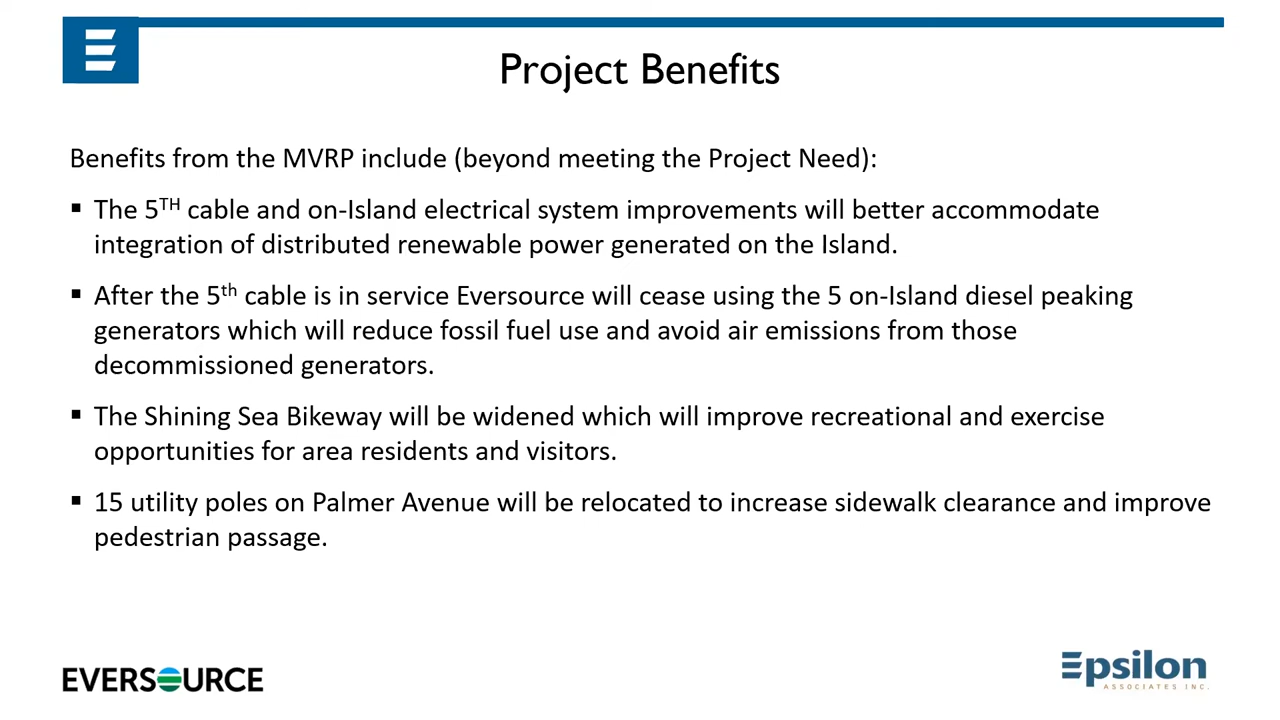 Project Benefits
Benefits from the MVRP include (beyond meeting the Project Need):
▪ The 5TH cable and on-Island electrical system improvements will better accommodate
integration of distributed renewable power generated on the Island.
▪ After the 5th cable is in service Eversource will cease using the 5 on-Island diesel peaking
generators which will reduce fossil fuel use and avoid air emissions from those
decommissioned generators.
▪ The Shining Sea Bikeway will be widened which will improve recreational and exercise
opportunities for area residents and visitors.
▪ 15 utility poles on Palmer Avenue will be relocated to increase sidewalk clearance and improve
pedestrian passage.
EVERSOURCE
Epsilon
ASSOCIATES INC.